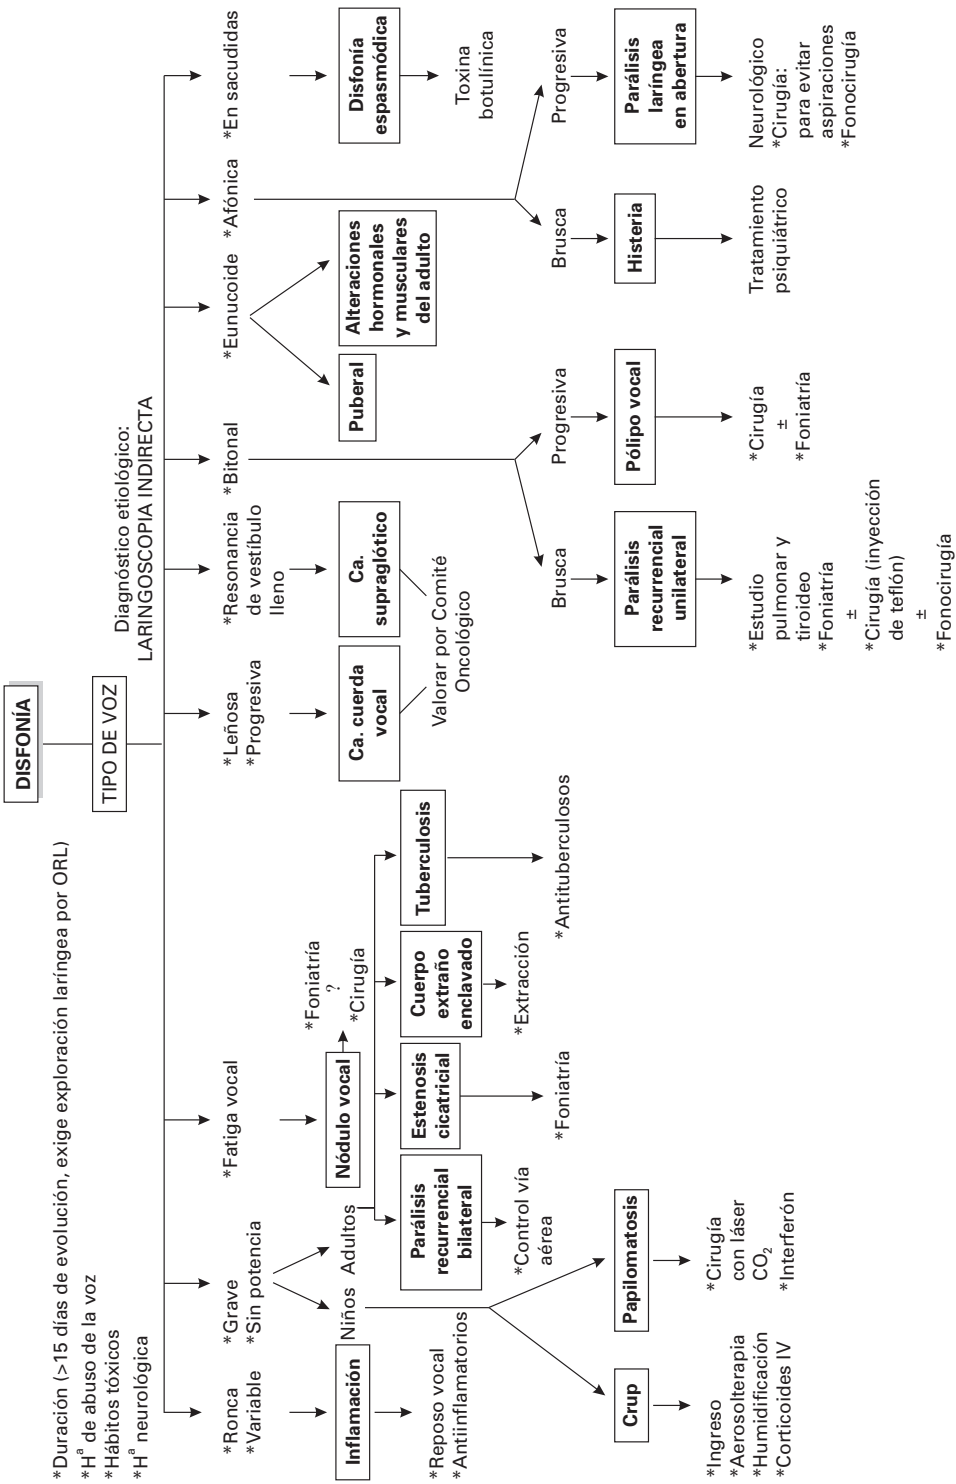 DISFONÍA
TIPO DE VOZ
*Duración (>15 días de evolución, exige exploración laríngea por ORL)
*Hª de abuso de la voz
*Hábitos tóxicos
*Hª neurológica
Diagnóstico etiológico:
LARINGOSCOPIA INDIRECTA
*Ronca
*Variable
Inflamación
*Reposo vocal
*Antiinflamatorios
*Grave
*Sin potencia
Niños
Adultos
Crup
*Ingreso
*Aerosolterapia
*Humidificación
*Corticoides IV
Papilomatosis
*Cirugía
con láser
CO₂
*Interferón
Parálisis
recurrencial
bilateral
*Control vía
aérea
Estenosis
cicatricial
*Foniatría
Cuerpo
extraño
enclavado
*Extracción
Tuberculosis
*Antituberculosos
*Fatiga vocal
Nódulo vocal
*Foniatría
?
*Cirugía
*Leñosa
*Progresiva
Ca. cuerda
vocal
*Resonancia
de vestíbulo
lleno
Ca.
supraglótico
Valorar por Comité
Oncológico
*Bitonal
Brusca
Parálisis
recurrencial
unilateral
*Estudio
pulmonar y
tiroideo
*Foniatría
±
*Cirugía (inyección
de teflón)
±
*Fonocirugía
Progresiva
Pólipo vocal
*Cirugía
±
*Foniatría
*Eunucoide
Puberal
Alteraciones
hormonales
y musculares
del adulto
*Afónica
Brusca
Histeria
Tratamiento
psiquiátrico
Progresiva
Parálisis
laríngea
en abertura
Neurológico
*Cirugía:
para evitar
aspiraciones
*Fonocirugía
*En sacudidas
Disfonía
espasmódica
Toxina
botulínica